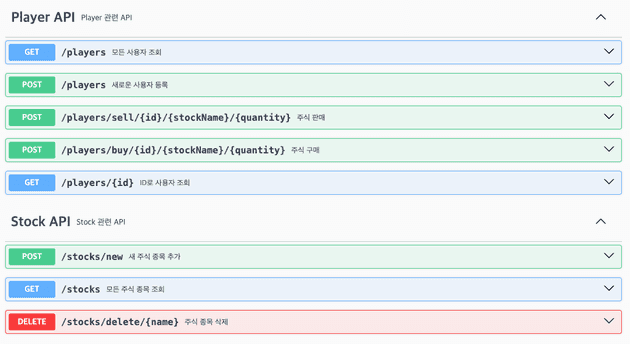 Player API Player 관련 API
GET /players 모든 사용자 조회
POST /players 새로운 사용자 등록
POST /players/sell/{id}/{stockName}/{quantity} 주식 판매
POST /players/buy/{id}/{stockName}/{quantity} 주식 구매
GET /players/{id} ID로 사용자 조회
Stock API Stock 관련 API
POST /stocks/new 새 주식 종목 추가
GET /stocks 모든 주식 종목 조회
DELETE /stocks/delete/{name} 주식 종목 삭제